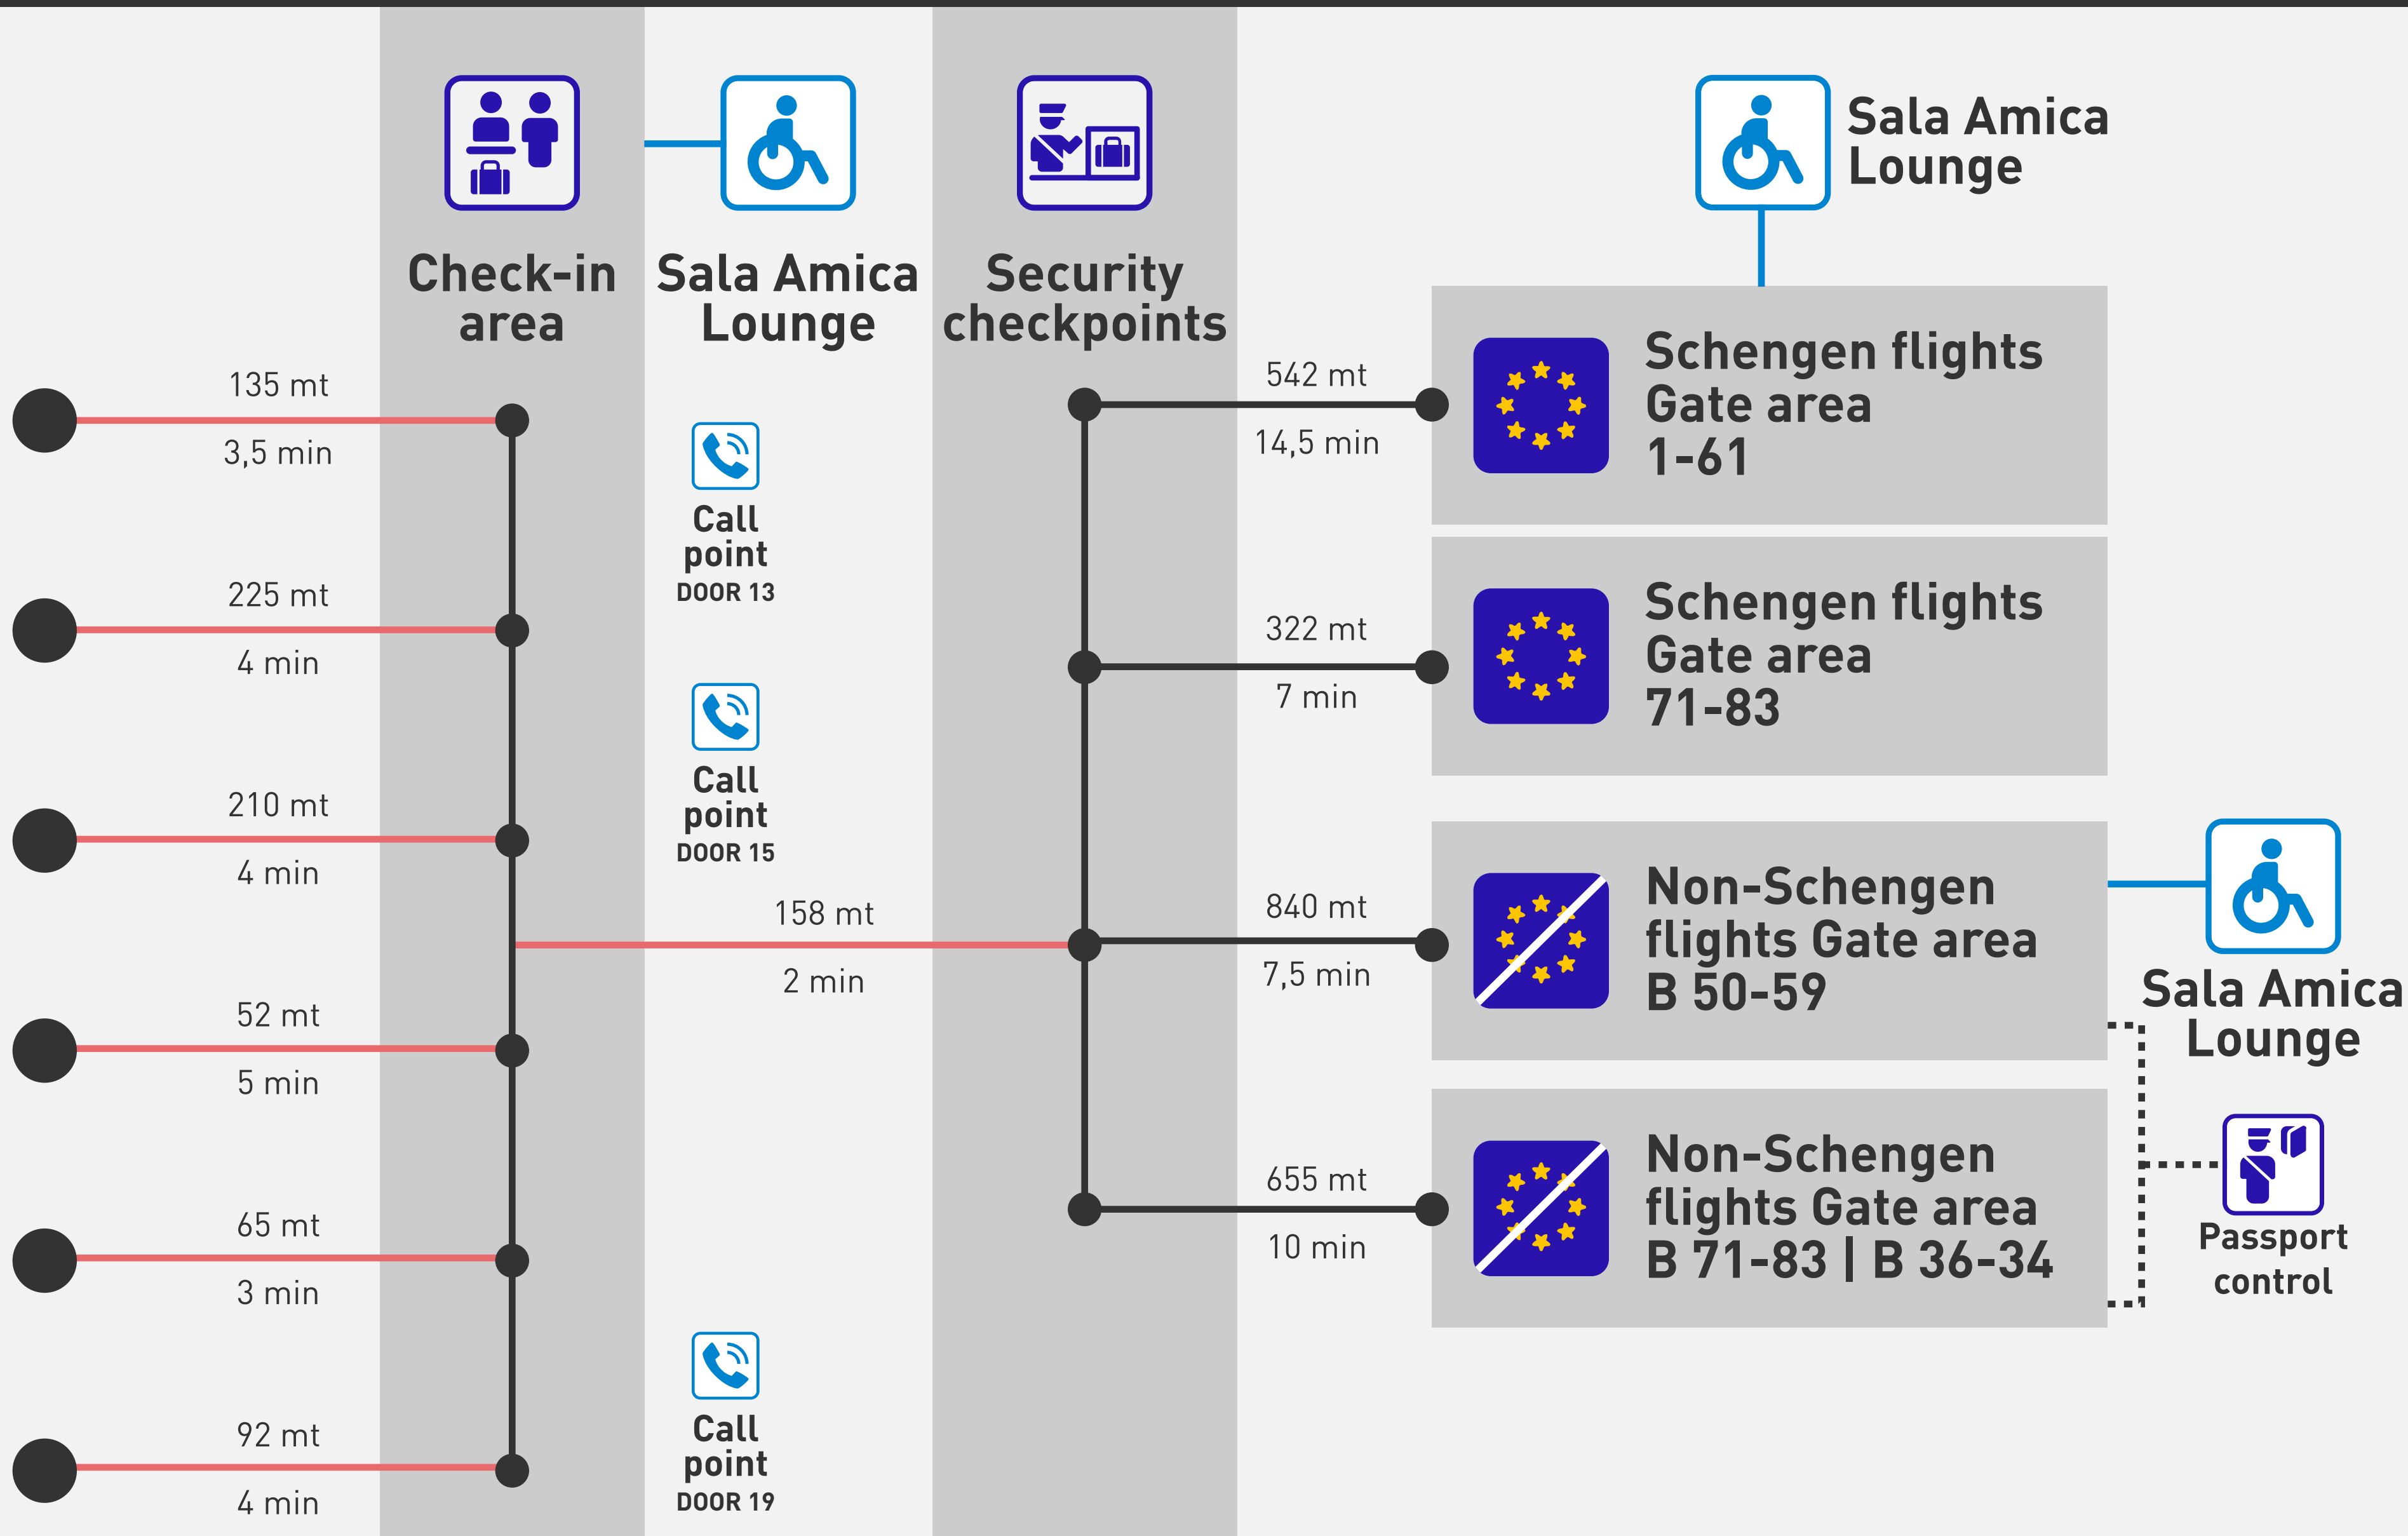 Check-in
area
Sala Amica
Lounge
Security
checkpoints
Sala Amica
Lounge
135 mt
3,5 min
225 mt
4 min
210 mt
4 min
52 mt
5 min
65 mt
3 min
92 mt
4 min
Call
point
DOOR 13
Call
point
DOOR 15
158 mt
2 min
Call
point
DOOR 19
542 mt
14,5 min
322 mt
7 min
840 mt
7,5 min
655 mt
10 min
Schengen flights
Gate area
1-61
Schengen flights
Gate area
71-83
Non-Schengen
flights Gate area
B 50-59
Non-Schengen
flights Gate area
B 71-83 | B 36-34
Sala Amica
Lounge
Passport
control